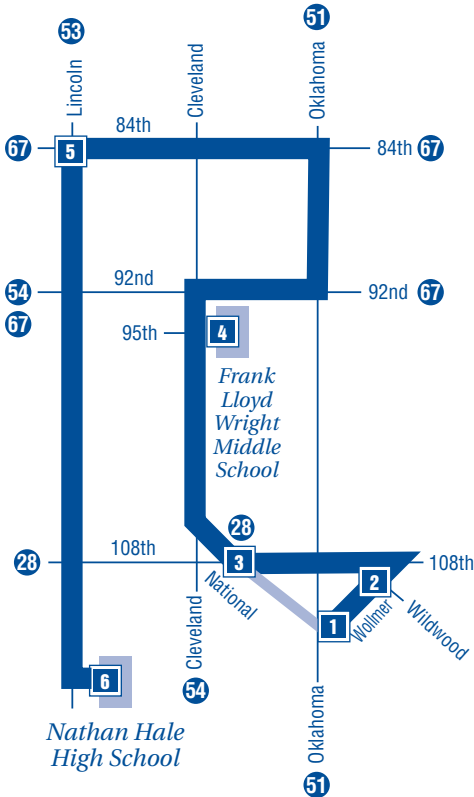 51
53
Lincoln
Cleveland
Oklahoma
84th
67
5
84th 67
54
92nd
92nd 67
67
95th
4
Frank
Lloyd
Wright
Middle
School
28
28
108th
3
108th
2
National
Wollmer
Wildwood
1
Cleveland
6
54
Oklahoma
Nathan Hale
High School
51